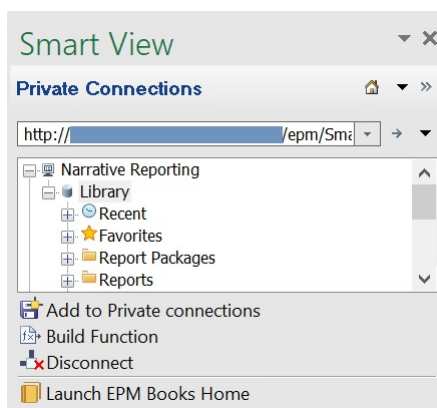 Smart View
Private Connections
http:// /epm/Sma
Narrative Reporting
Library
Recent
Favorites
Report Packages
Reports
Add to Private connections
Build Function
Disconnect
Launch EPM Books Home